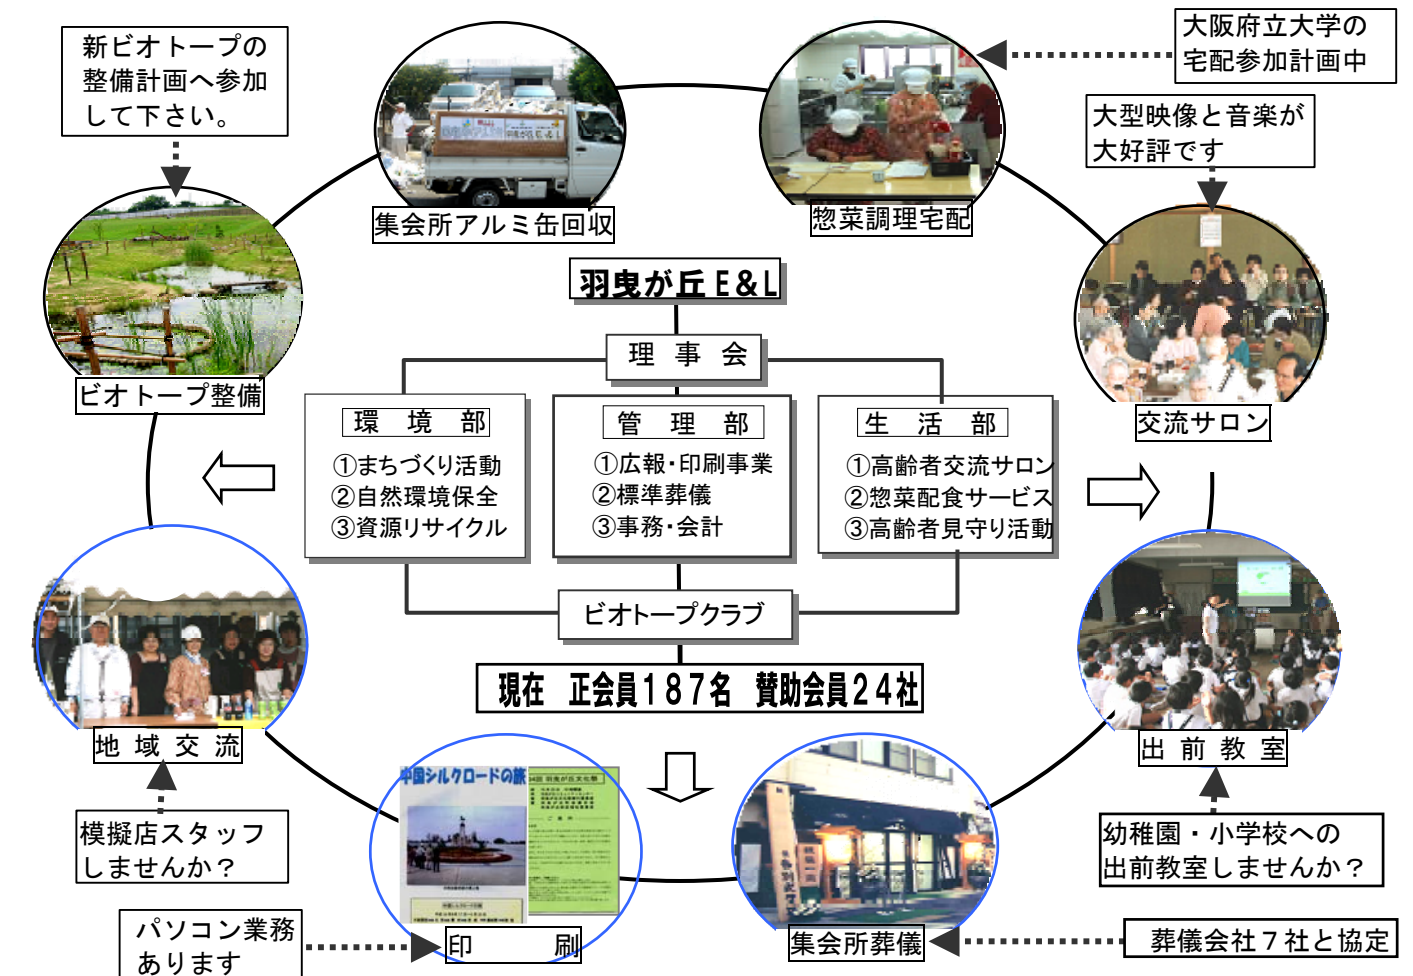 新ビオトープの
整備計画へ参加
して下さい。
大阪府立大学の
宅配参加計画中
大型映像と音楽が
大好評です
集会所アルミ缶回収
惣菜調理宅配
ビオトープ整備
交流サロン
羽曳が丘E&L
理事会
環境部
①まちづくり活動
②自然環境保全
③資源リサイクル
管理部
①広報・印刷事業
②標準葬儀
③事務・会計
生活部
①高齢者交流サロン
②惣菜配食サービス
③高齢者見守り活動
ビオトープクラブ
現在 正会員187名 賛助会員24社
地域交流
模擬店スタッフ
しませんか?
出前教室
幼稚園・小学校への
出前教室しませんか?
中国シルクロードの旅
羽曳が丘文化祭
印刷
パソコン業務
あります
集会所葬儀
葬儀会社7社と協定